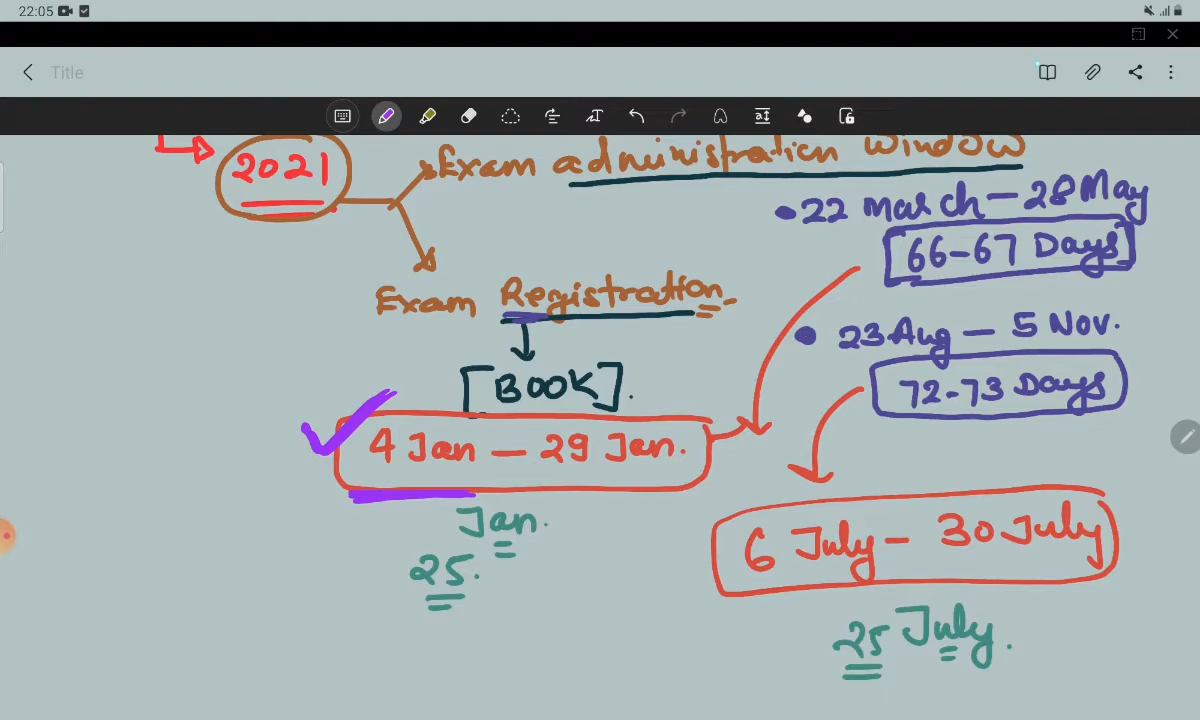 22:05
Title
2021
Exam administration window
22 March - 28 May
[66-67 Days]
Exam Registration
23 Aug - 5 Nov.
72-73 Days
[BOOK].
4 Jan - 29 Jan.
6 July - 30 July
Jan.
25.
25 July.